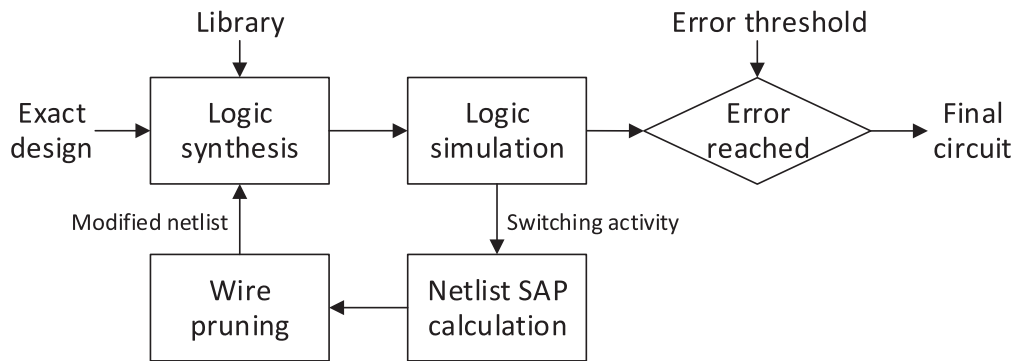 Library
Error threshold
Exact
design
Logic
synthesis
Logic
simulation
Error
reached
Final
circuit
Modified netlist
Switching activity
Wire
pruning
Netlist SAP
calculation